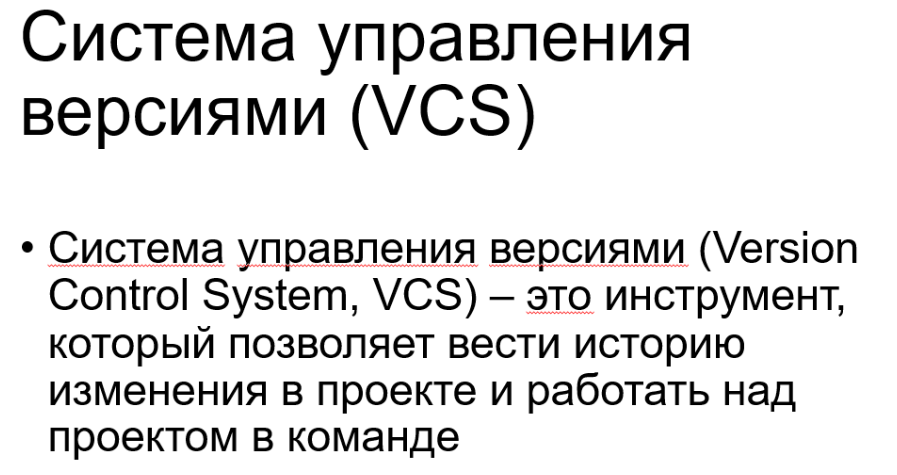 Система управления
версиями (VCS)
• Система управления версиями (Version
Control System, VCS) – это инструмент,
который позволяет вести историю
изменения в проекте и работать над
проектом в команде